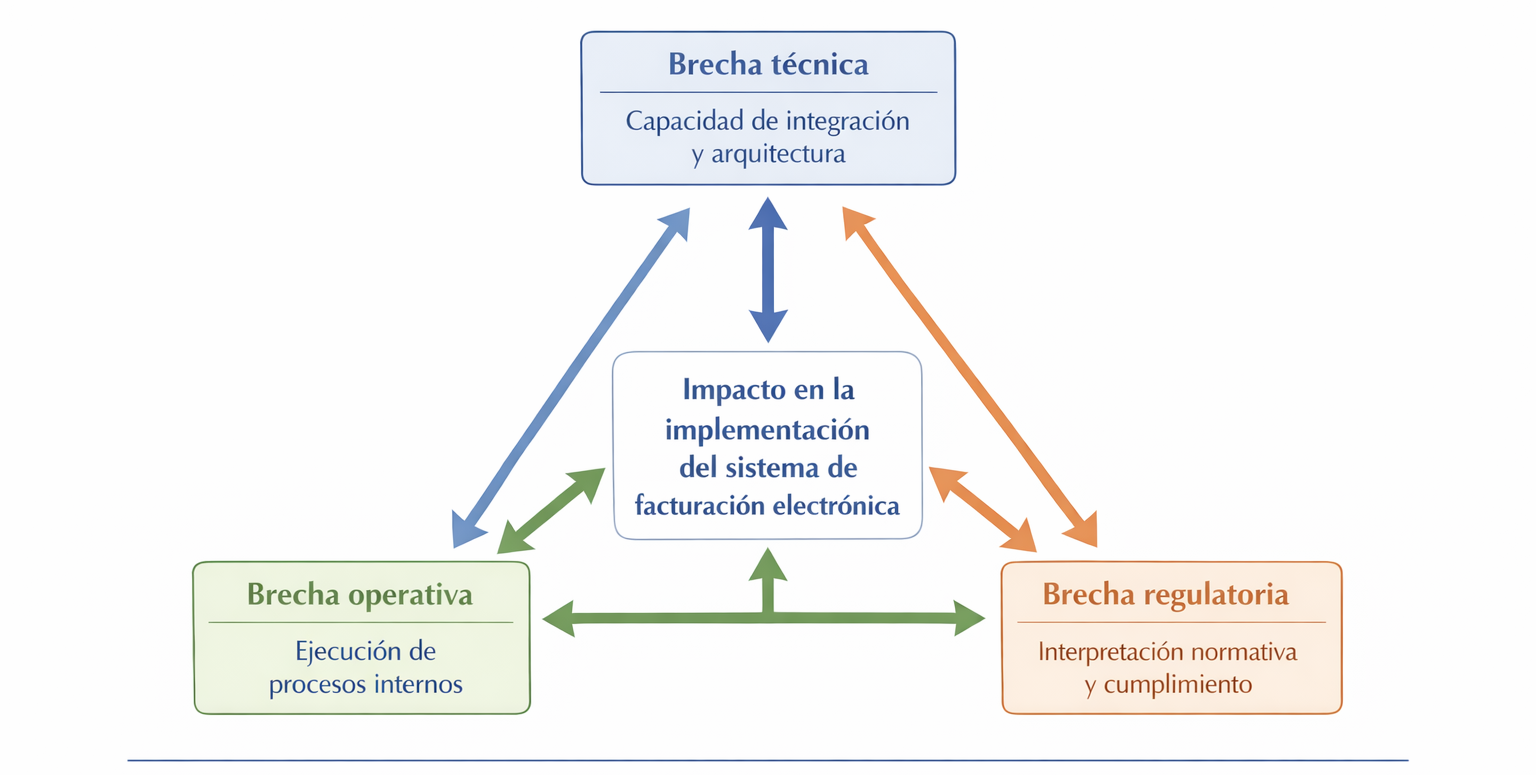 Brecha técnica
Capacidad de integración
y arquitectura
Impacto en la
implementación
del sistema de
facturación electrónica
Brecha operativa
Ejecución de
procesos internos
Brecha regulatoria
Interpretación normativa
y cumplimiento